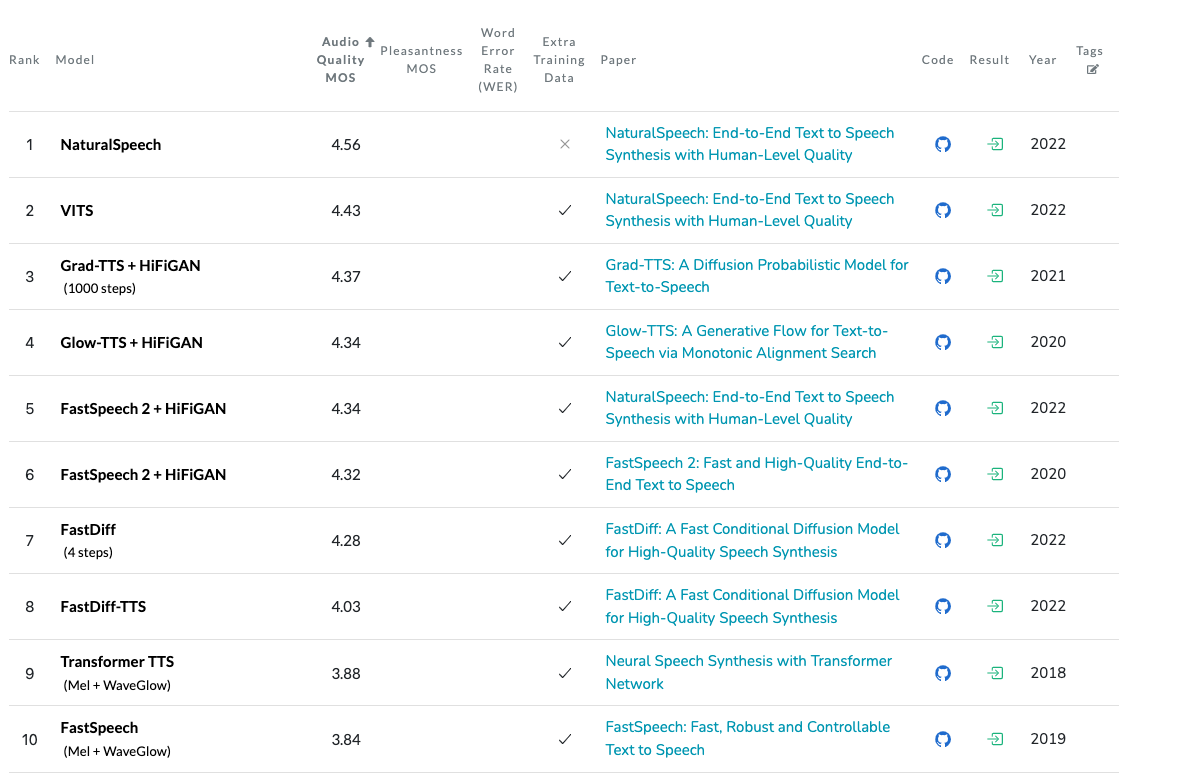 Rank Model Audio Quality MOS Pleasantness MOS Word Error Rate (WER) Extra Training Data Paper Code Result Year Tags
1 NaturalSpeech 4.56 × NaturalSpeech: End-to-End Text to Speech 2022
Synthesis with Human-Level Quality
2 VITS 4.43 ✓ NaturalSpeech: End-to-End Text to Speech 2022
Synthesis with Human-Level Quality
3 Grad-TTS + HiFiGAN 4.37 ✓ Grad-TTS: A Diffusion Probabilistic Model for 2021
(1000 steps) Text-to-Speech
4 Glow-TTS + HiFiGAN 4.34 ✓ Glow-TTS: A Generative Flow for Text-to- 2020
Speech via Monotonic Alignment Search
5 FastSpeech 2 + HiFiGAN 4.34 ✓ NaturalSpeech: End-to-End Text to Speech 2022
Synthesis with Human-Level Quality
6 FastSpeech 2 + HiFiGAN 4.32 ✓ FastSpeech 2: Fast and High-Quality End-to- 2020
End Text to Speech
7 FastDiff 4.28 ✓ FastDiff: A Fast Conditional Diffusion Model 2022
(4 steps) for High-Quality Speech Synthesis
8 FastDiff-TTS 4.03 ✓ FastDiff: A Fast Conditional Diffusion Model 2022
for High-Quality Speech Synthesis
9 Transformer TTS 3.88 ✓ Neural Speech Synthesis with Transformer 2018
(Mel + WaveGlow) Network
10 FastSpeech 3.84 ✓ FastSpeech: Fast, Robust and Controllable 2019
(Mel + WaveGlow) Text to Speech